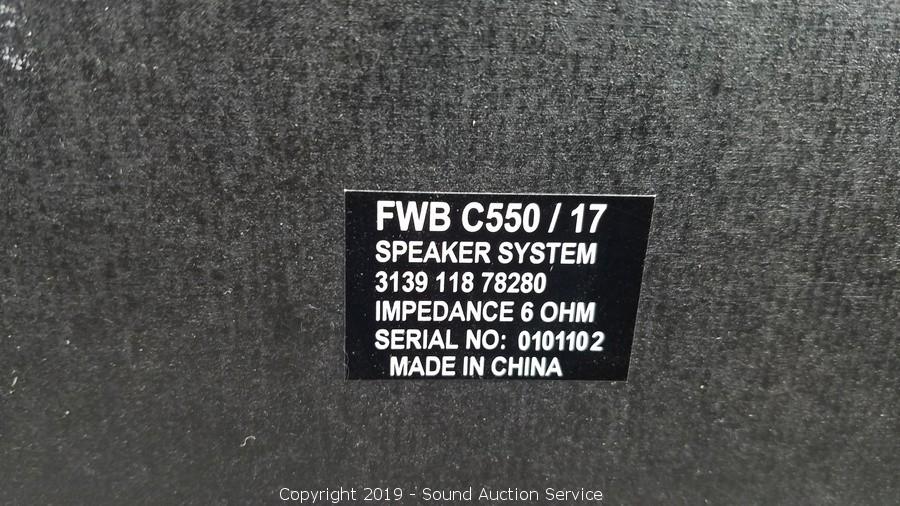 FWB C550 / 17
SPEAKER SYSTEM
3139 118 78280
IMPEDANCE 6 OHM
SERIAL NO: 0101102
MADE IN CHINA
Copyright 2019 - Sound Auction Service